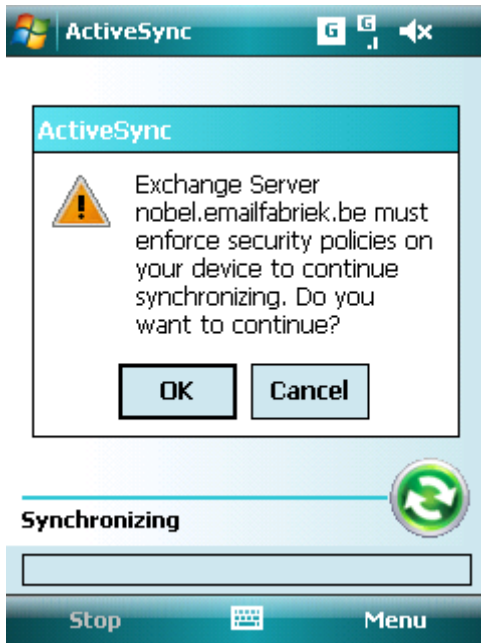 ActiveSync
G
G
ActiveSync
Exchange Server
nobel.emailfabriek.be must
enforce security policies on
your device to continue
synchronizing. Do you
want to continue?
OK Cancel
Synchronizing
Stop Menu